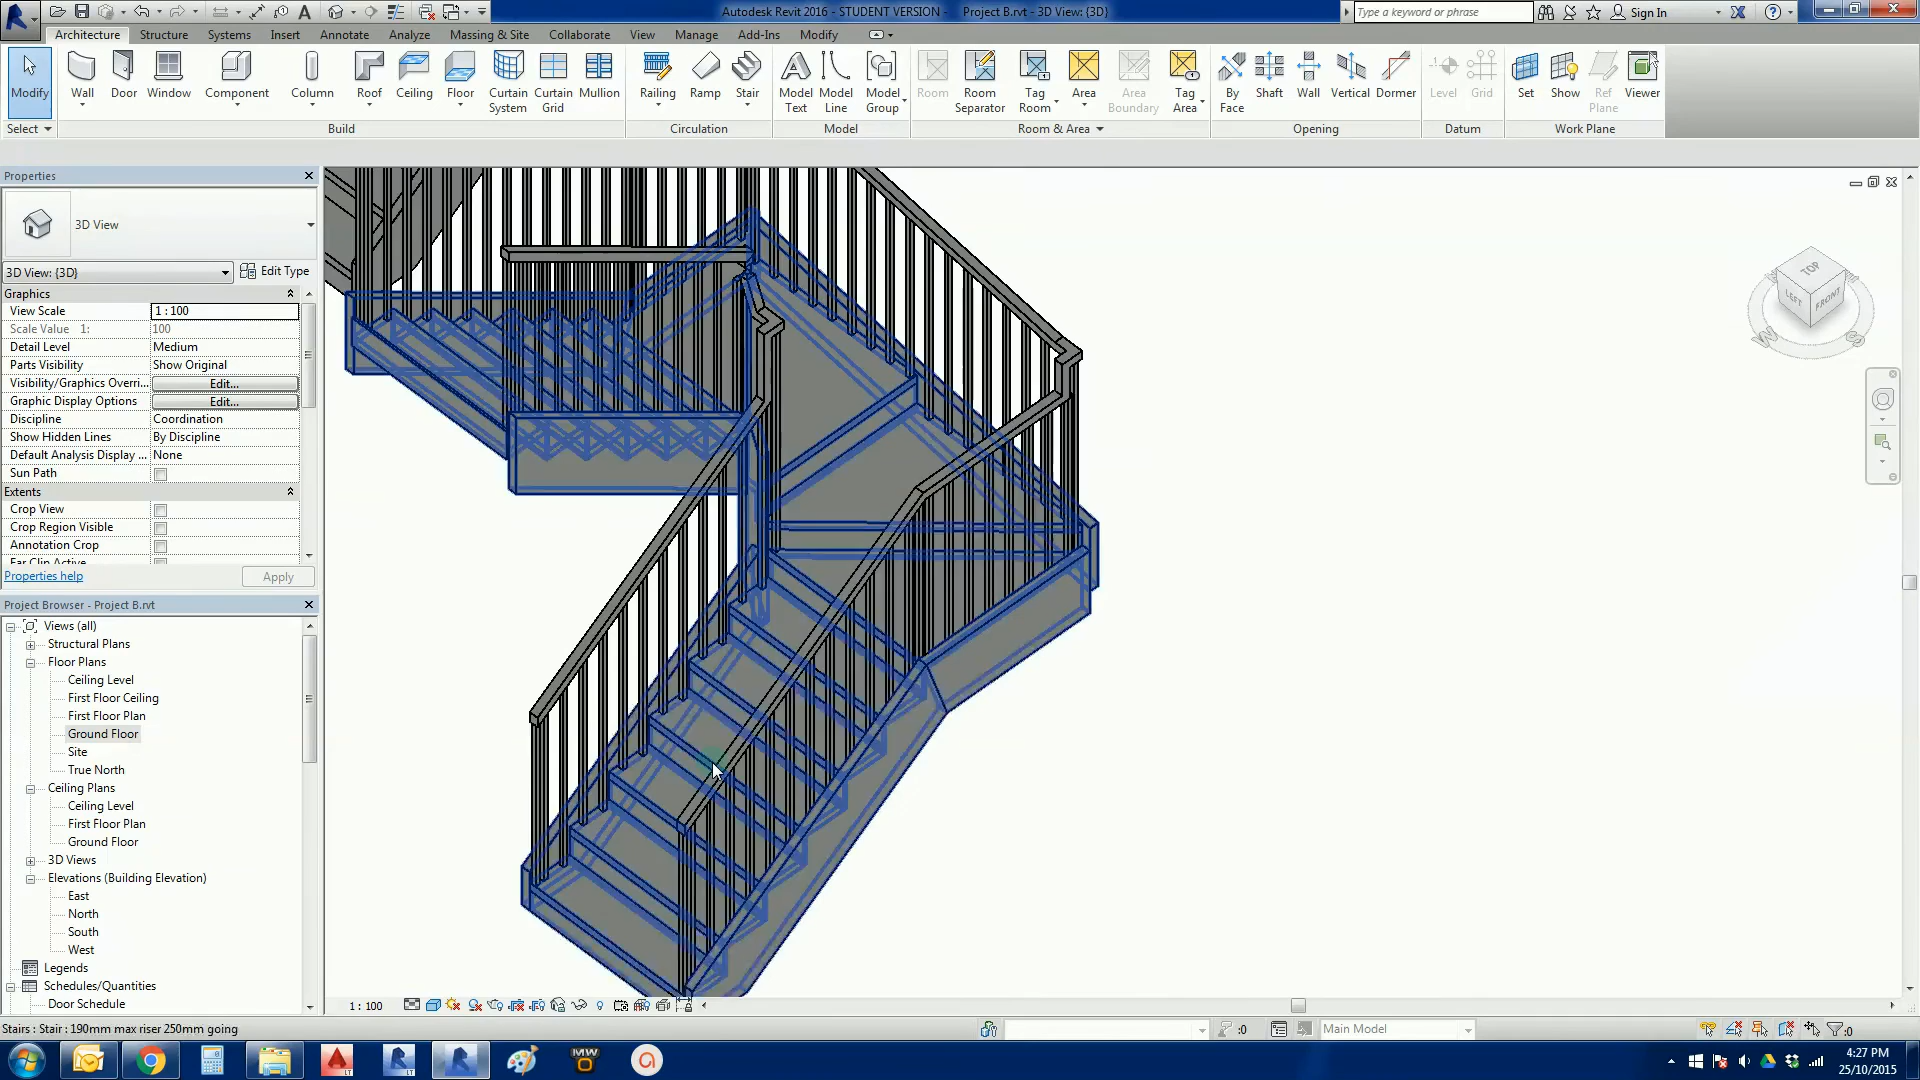 Autodesk Revit 2016 - STUDENT VERSION -    Project B.rvt - 3D View: {3D}
Type a keyword or phrase
Sign In
Architecture Structure Systems Insert Annotate Analyze Massing & Site Collaborate View Manage Add-Ins Modify
Modify Wall Door Window Component Column Roof Ceiling Floor Curtain System Curtain Grid Mullion Railing Ramp Stair Model Text Model Line Model Group Room Room Separator Tag Room Area Area Boundary Tag Area By Face Shaft Wall Vertical Dormer Level Grid Set Show Ref Plane Viewer
Select Build Circulation Model Room & Area Opening Datum Work Plane
Properties
3D View
3D View: {3D} Edit Type
Graphics
View Scale 1 : 100
Scale Value 1: 100
Detail Level Medium
Parts Visibility Show Original
Visibility/Graphics Overri... Edit...
Graphic Display Options Edit...
Discipline Coordination
Show Hidden Lines By Discipline
Default Analysis Display ... None
Sun Path
Extents
Crop View
Crop Region Visible
Annotation Crop
Far Clip Active
Properties help Apply
Project Browser - Project B.rvt
Views (all)
Structural Plans
Floor Plans
Ceiling Level
First Floor Ceiling
First Floor Plan
Ground Floor
Site
True North
Ceiling Plans
Ceiling Level
First Floor Plan
Ground Floor
3D Views
Elevations (Building Elevation)
East
North
South
West
Legends
Schedules/Quantities
Door Schedule
TOP
LEFT FRONT
W S
1 : 100
Stairs : Stair : 190mm max riser 250mm going
:0
Main Model
:0
LT LT
MW
4:27 PM
25/10/2015